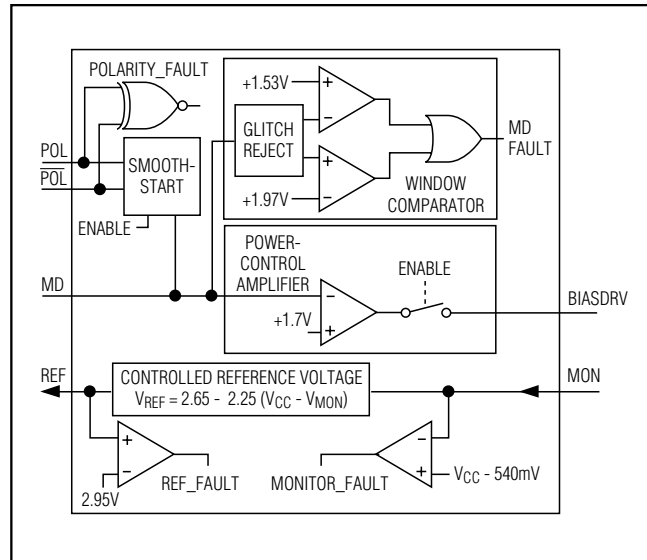 POLARITY_FAULT
+1.53V
+
−
GLITCH
REJECT
MD
FAULT
POL
POL
SMOOTH-
START
+
−
WINDOW
COMPARATOR
+1.97V
ENABLE
POWER-
CONTROL
AMPLIFIER
ENABLE
MD
−
+1.7V
+
BIASDRV
REF
CONTROLLED REFERENCE VOLTAGE
VREF = 2.65 - 2.25 (VCC - VMON)
MON
+
−
2.95V
REF_FAULT
−
+
MONITOR_FAULT
VCC - 540mV